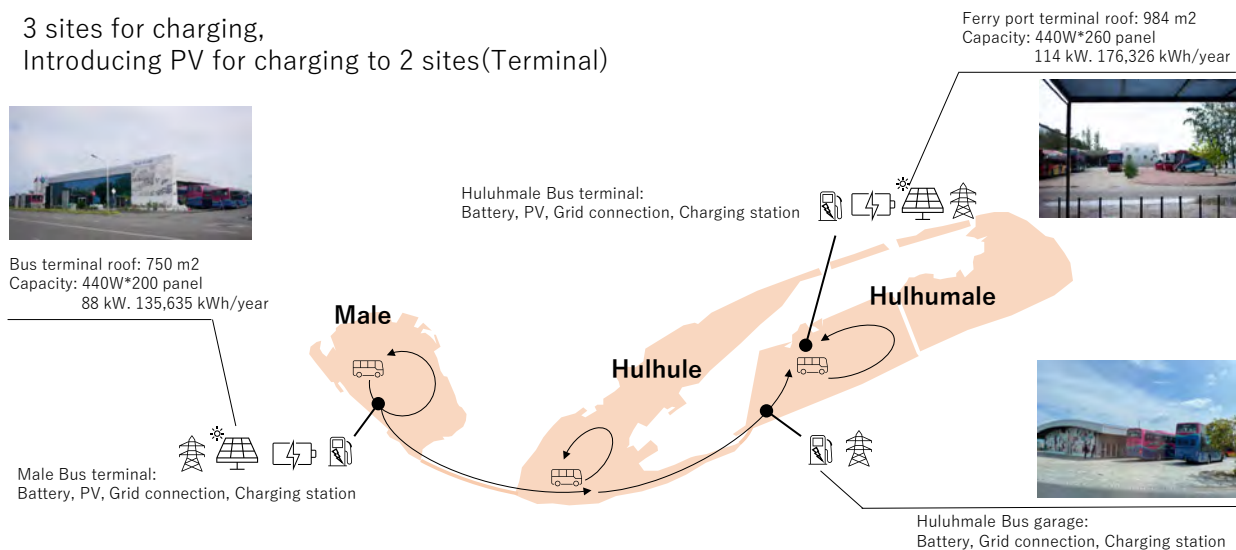 3 sites for charging,
Introducing PV for charging to 2 sites(Terminal)
Ferry port terminal roof: 984 m2
Capacity: 440W*260 panel
114 kW. 176,326 kWh/year
Huluhmale Bus terminal:
Battery, PV, Grid connection, Charging station
Bus terminal roof: 750 m2
Capacity: 440W*200 panel
88 kW. 135,635 kWh/year
Male
Hulhule
Hulhumale
Male Bus terminal:
Battery, PV, Grid connection, Charging station
Huluhmale Bus garage:
Battery, Grid connection, Charging station